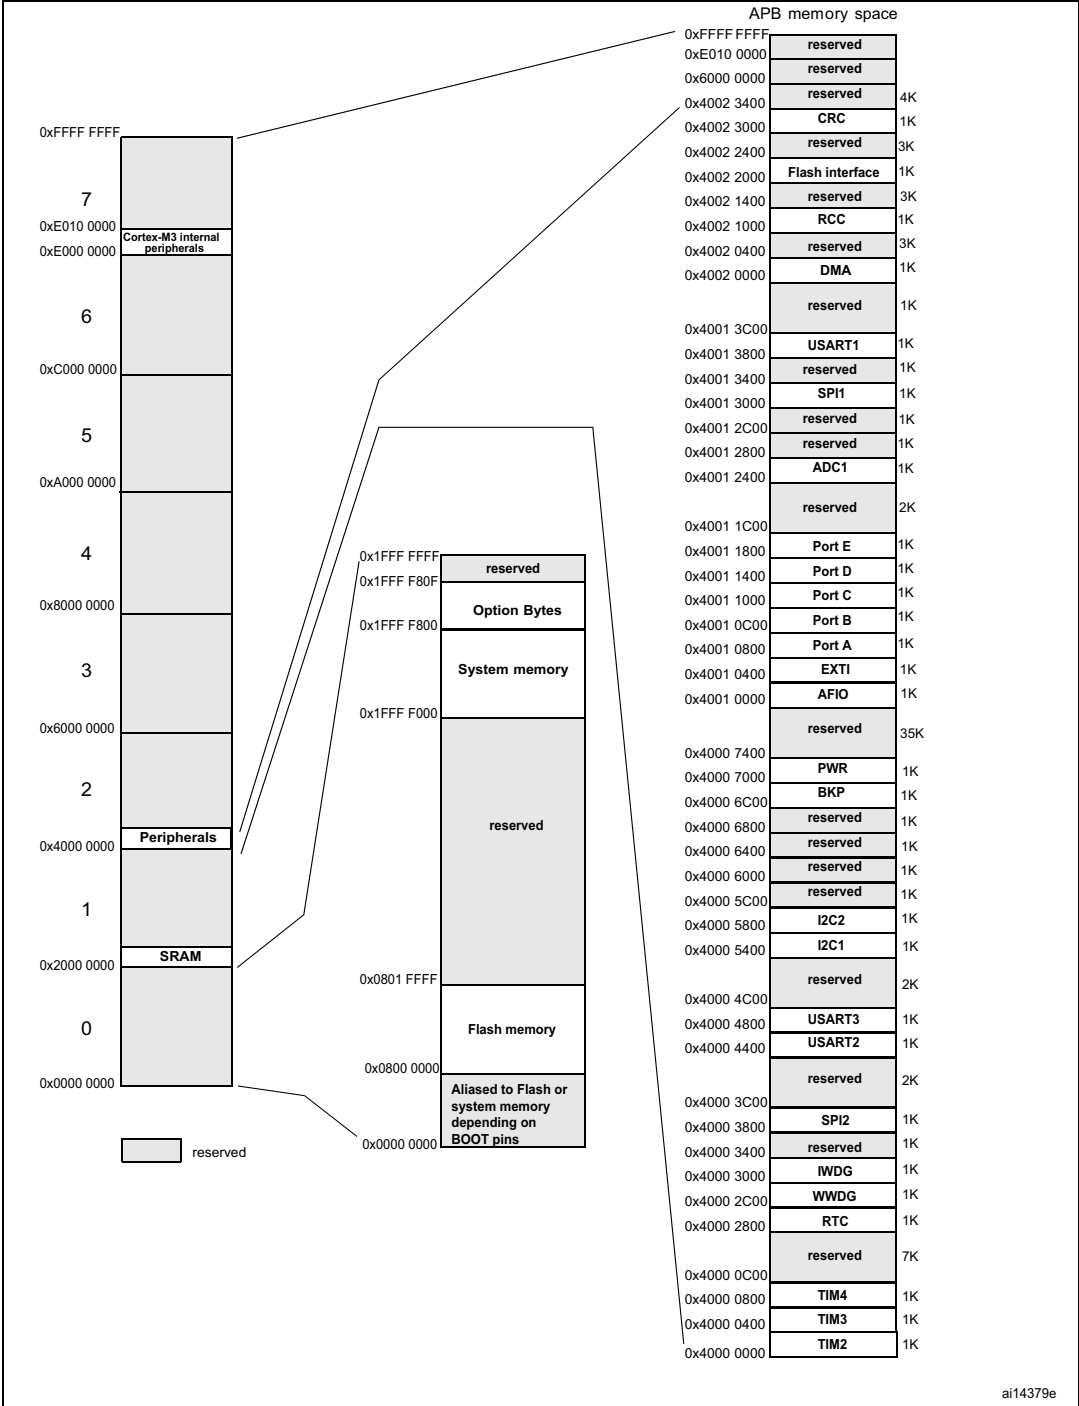 APB memory space
0xFFFF FFFF
reserved
0xE010 0000
reserved
0x6000 0000
reserved
4K
0x4002 3400
CRC
1K
0x4002 3000
reserved
3K
0x4002 2400
Flash interface
1K
0x4002 2000
reserved
3K
0x4002 1400
RCC
1K
0x4002 1000
reserved
3K
0x4002 0400
DMA
1K
0x4002 0000
reserved
1K
0x4001 3C00
USART1
1K
0x4001 3800
reserved
1K
0x4001 3400
SPI1
1K
0x4001 3000
reserved
1K
0x4001 2C00
reserved
1K
0x4001 2800
ADC1
1K
0x4001 2400
reserved
2K
0x4001 1C00
Port E
1K
0x4001 1800
Port D
1K
0x4001 1400
Port C
1K
0x4001 1000
Port B
1K
0x4001 0C00
Port A
1K
0x4001 0800
EXTI
1K
0x4001 0400
AFIO
1K
0x4001 0000
reserved
35K
0x4000 7400
PWR
1K
0x4000 7000
BKP
1K
0x4000 6C00
reserved
1K
0x4000 6800
reserved
1K
0x4000 6400
reserved
1K
0x4000 6000
reserved
1K
0x4000 5C00
I2C2
1K
0x4000 5800
I2C1
1K
0x4000 5400
reserved
2K
0x4000 4C00
USART3
1K
0x4000 4800
USART2
1K
0x4000 4400
reserved
2K
0x4000 3C00
SPI2
1K
0x4000 3800
reserved
1K
0x4000 3400
IWDG
1K
0x4000 3000
WWDG
1K
0x4000 2C00
RTC
1K
0x4000 2800
reserved
7K
0x4000 0C00
TIM4
1K
0x4000 0800
TIM3
1K
0x4000 0400
TIM2
1K
0x4000 0000
0xFFFF FFFF
7
0xE010 0000
Cortex-M3 internal
peripherals
0xE000 0000
6
0xC000 0000
5
0xA000 0000
4
0x8000 0000
3
0x6000 0000
2
Peripherals
0x4000 0000
1
SRAM
0x2000 0000
0
0x0000 0000
reserved
0x1FFF FFFF
reserved
0x1FFF F80F
Option Bytes
0x1FFF F800
System memory
0x1FFF F000
reserved
0x0801 FFFF
Flash memory
0x0800 0000
Aliased to Flash or
system memory
depending on
BOOT pins
0x0000 0000
ai14379e